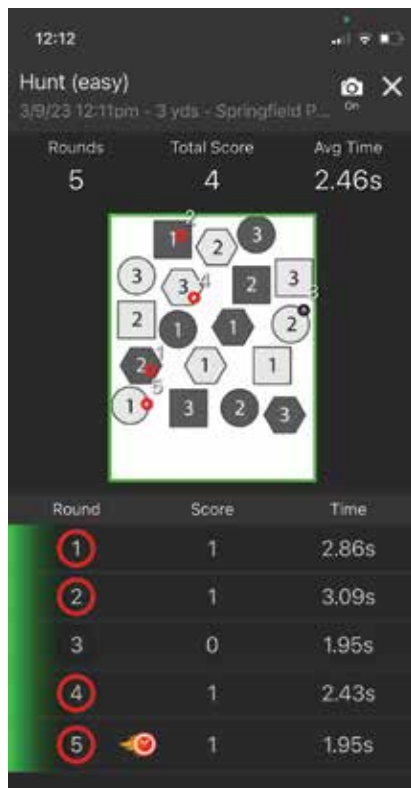 12:12
Hunt (easy)
3/9/23 12:11pm - 3 yds - Springfield P...
On
Rounds Total Score Avg Time
5 4 2.46s
2
1 2 3
3 3 4 2 3
3
2 1 1 2
2 1 1 1
5
1 3 2 3
Round Score Time
1 1 2.86s
2 1 3.09s
3 0 1.95s
4 1 2.43s
5 1 1.95s